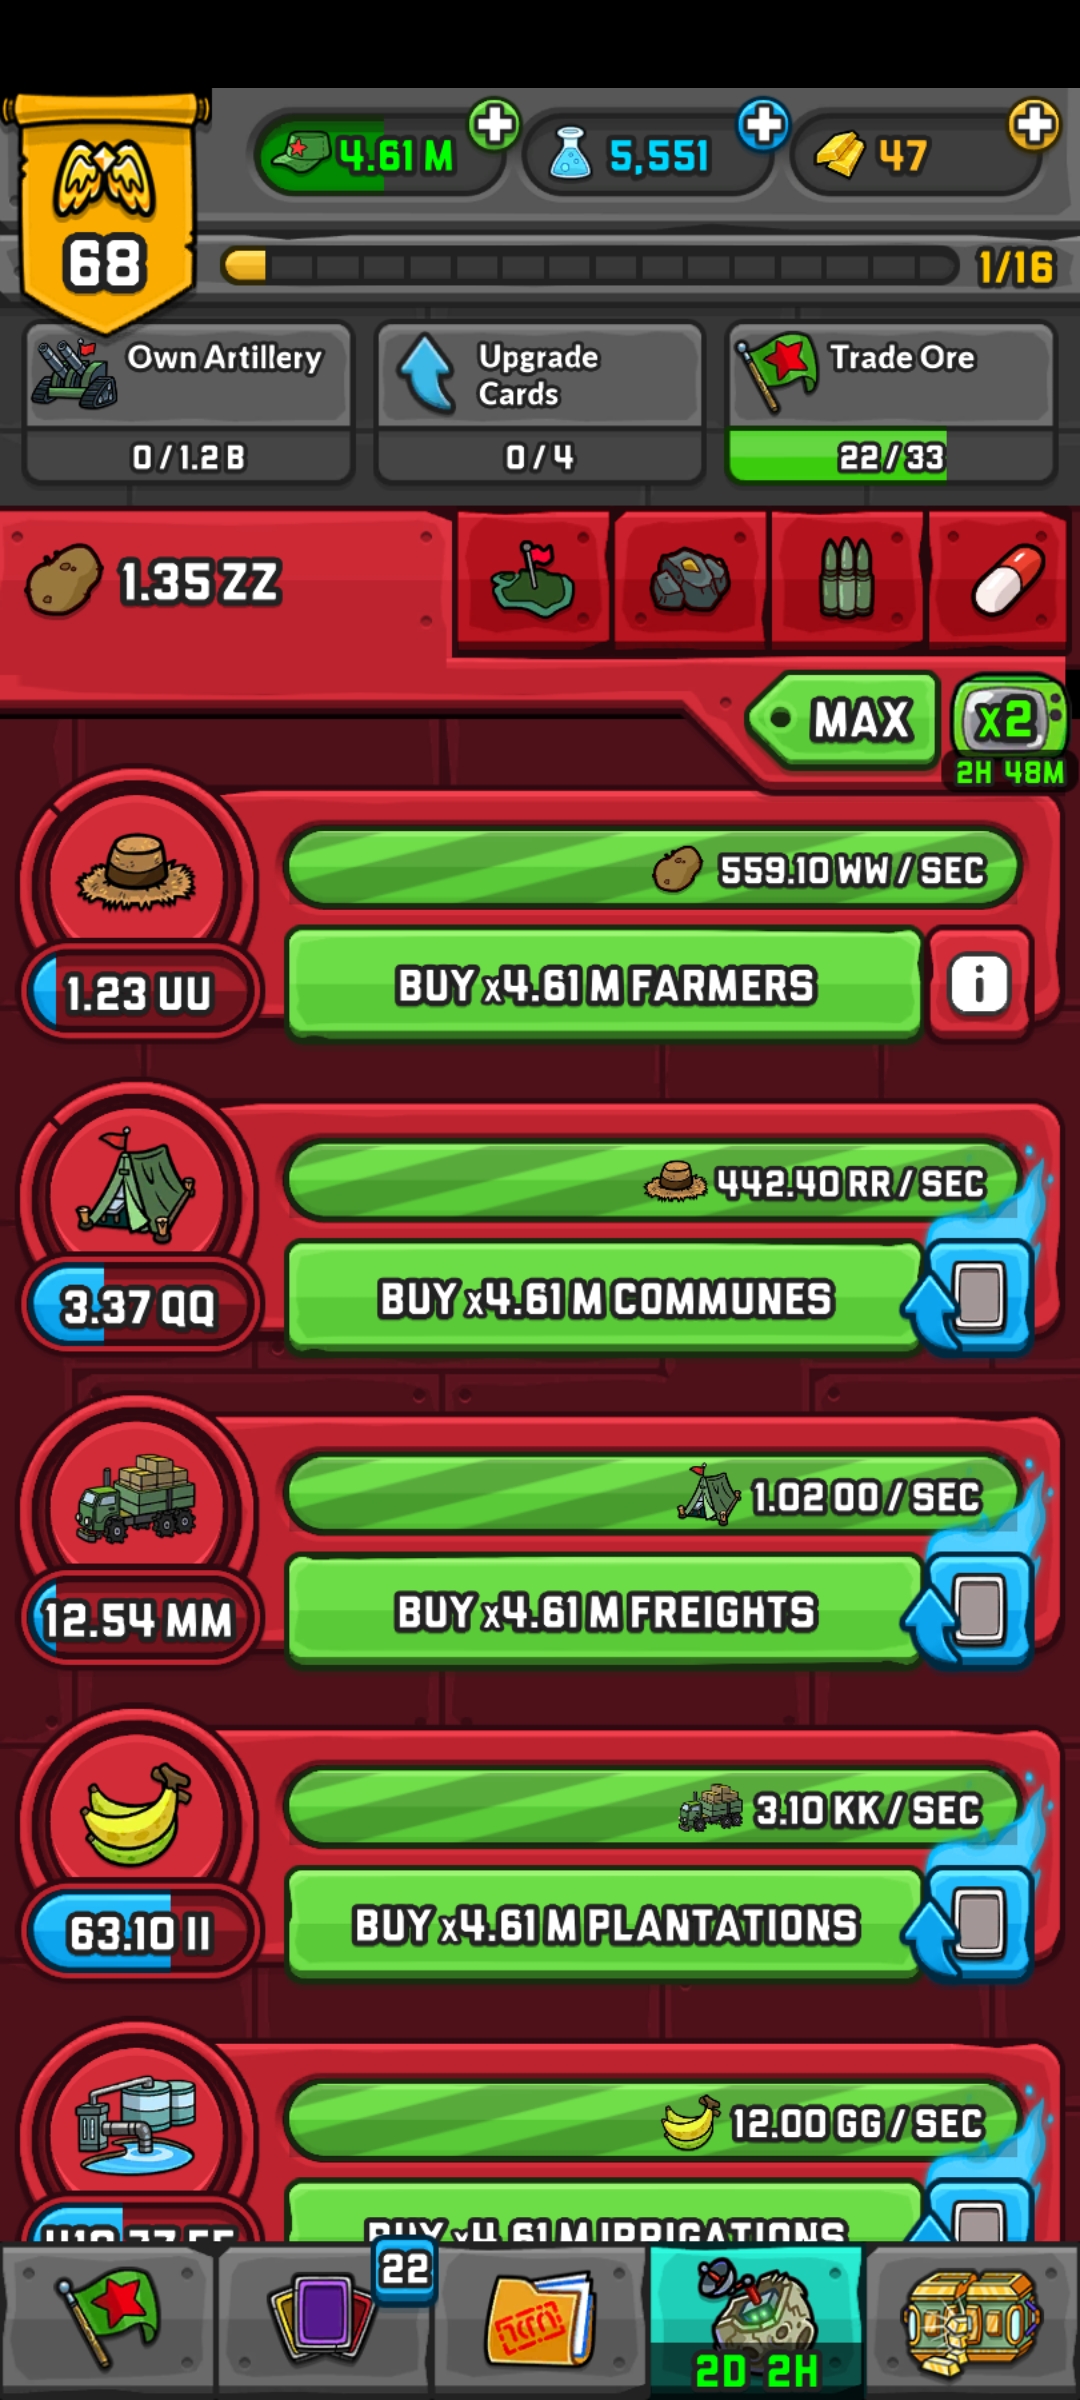 4.61 M
5,551
47
68
1/16
Own Artillery
Upgrade
Cards
Trade Ore
0 / 1.2 B
0 / 4
22 / 33
1.35 ZZ
MAX
x2
2H 48M
559.10 WW / SEC
1.23 UU
BUY x4.61 M FARMERS
i
442.40 RR / SEC
3.37 QQ
BUY x4.61 M COMMUNES
1.02 OO / SEC
12.54 MM
BUY x4.61 M FREIGHTS
3.10 KK / SEC
63.10 II
BUY x4.61 M PLANTATIONS
12.00 GG / SEC
BUY x4.61 M IRRIGATIONS
22
2D 2H